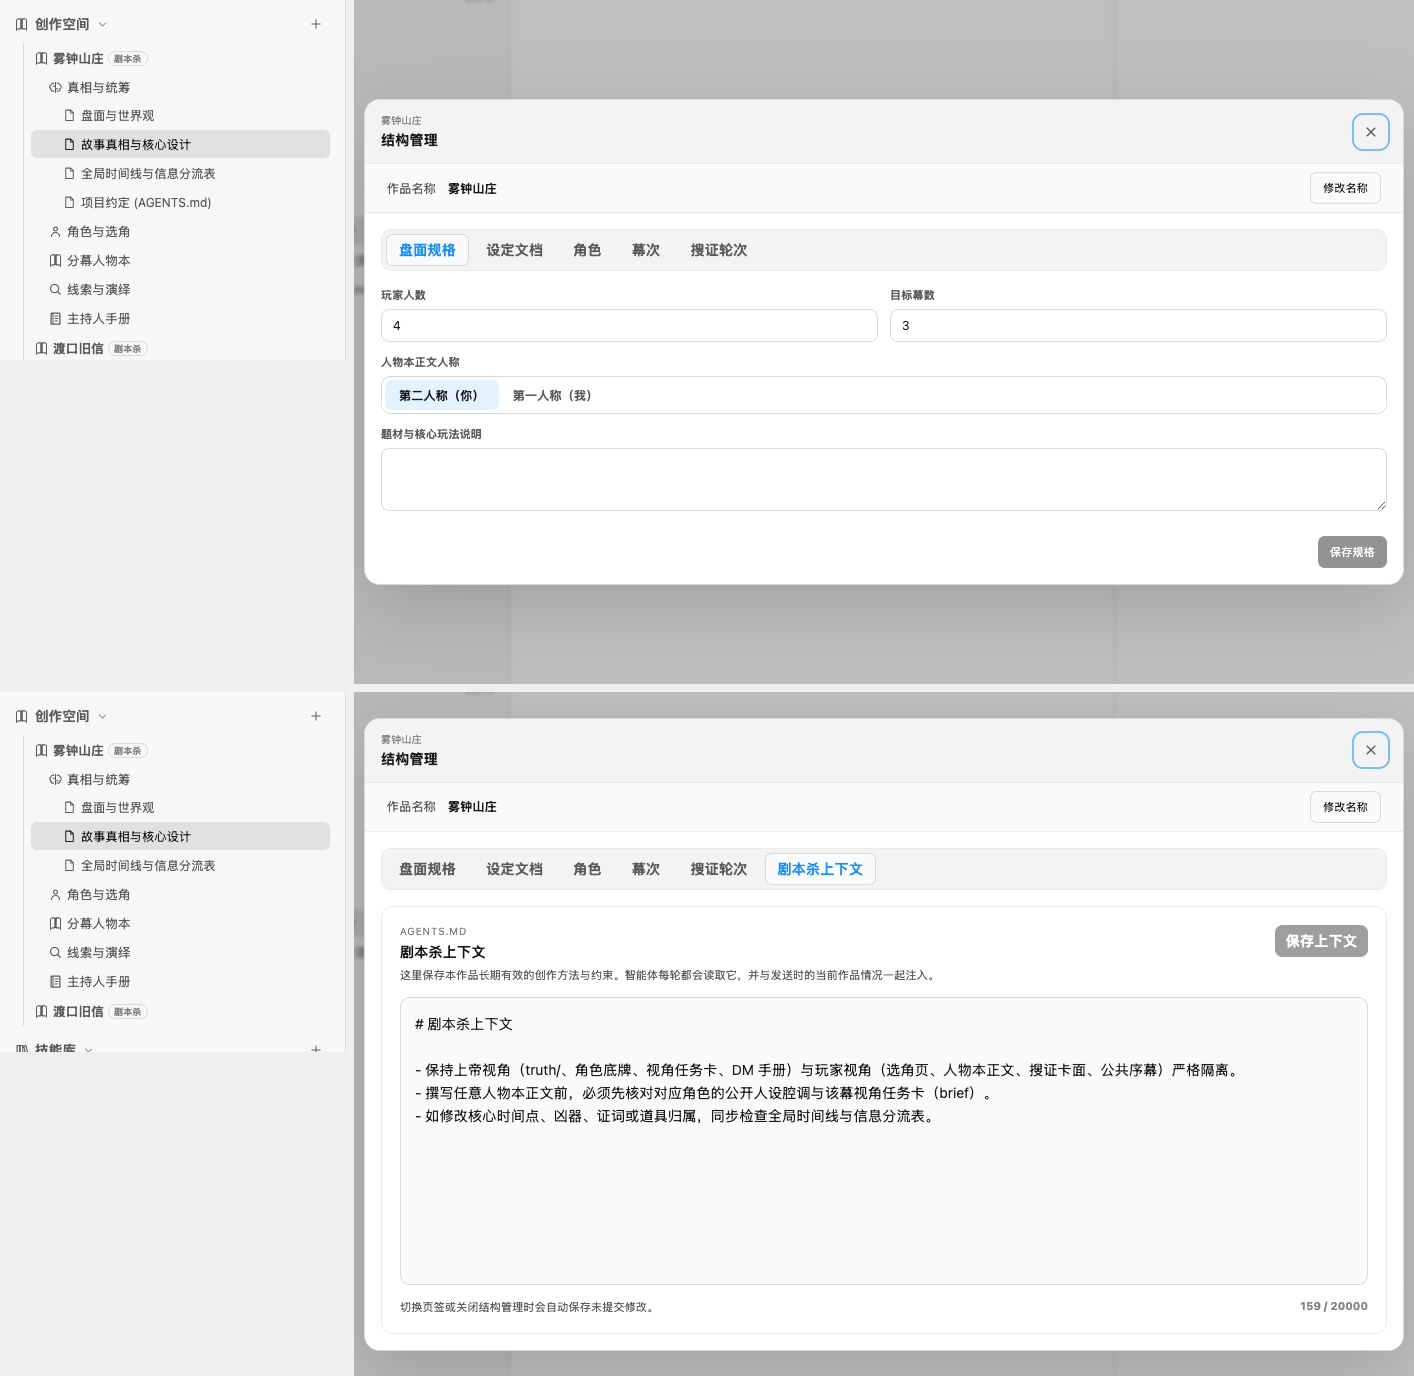 创作空间
雾钟山庄 剧本杀
真相与统筹
盘面与世界观
故事真相与核心设计
全局时间线与信息分流表
项目约定 (AGENTS.md)
角色与选角
分幕人物本
线索与演绎
主持人手册
渡口旧信 剧本杀
雾钟山庄
结构管理
作品名称 雾钟山庄
修改名称
盘面规格 设定文档 角色 幕次 搜证轮次
玩家人数
目标幕数
4
3
人物本正文人称
第二人称（你） 第一人称（我）
题材与核心玩法说明
保存规格
创作空间
雾钟山庄 剧本杀
真相与统筹
盘面与世界观
故事真相与核心设计
全局时间线与信息分流表
角色与选角
分幕人物本
线索与演绎
主持人手册
渡口旧信 剧本杀
技能库
雾钟山庄
结构管理
作品名称 雾钟山庄
修改名称
盘面规格 设定文档 角色 幕次 搜证轮次 剧本杀上下文
AGENTS.MD
剧本杀上下文
保存上下文
这里保存本作品长期有效的创作方法与约束。智能体每轮都会读取它，并与发送时的当前作品情况一起注入。
# 剧本杀上下文
- 保持上帝视角（truth/、角色底牌、视角任务卡、DM 手册）与玩家视角（选角页、人物本正文、搜证卡面、公共序幕）严格隔离。
- 撰写任意人物本正文前，必须先核对对应角色的公开人设腔调与该幕视角任务卡（brief）。
- 如修改核心时间点、凶器、证词或道具归属，同步检查全局时间线与信息分流表。
切换页签或关闭结构管理时会自动保存未提交修改。
159 / 20000